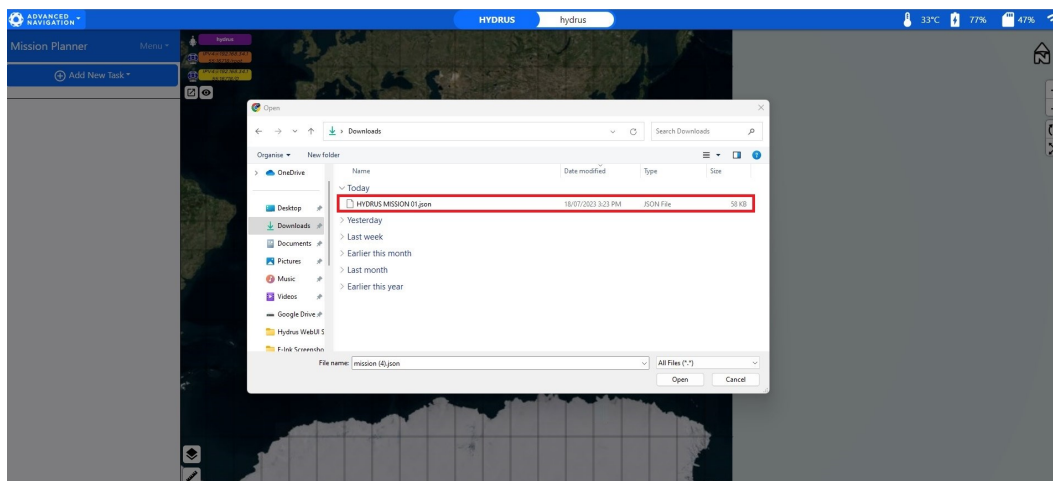 ADVANCED
NAVIGATION
HYDRUS
hydrus
33°C
77%
47%
Mission Planner
Menu
Add New Task
hydrus
Open
Downloads
Search Downloads
Organise
New folder
OneDrive
Desktop
Downloads
Documents
Pictures
Music
Videos
Google Drive
Hydrus WebUI S
E-Ink Screensho
Name
Date modified
Type
Size
Today
HYDRUS MISSION 01.json
18/07/2023 3:23 PM
JSON File
58 KB
Yesterday
Last week
Earlier this month
Last month
Earlier this year
File name:
mission (4).json
All Files (*.*)
Open
Cancel